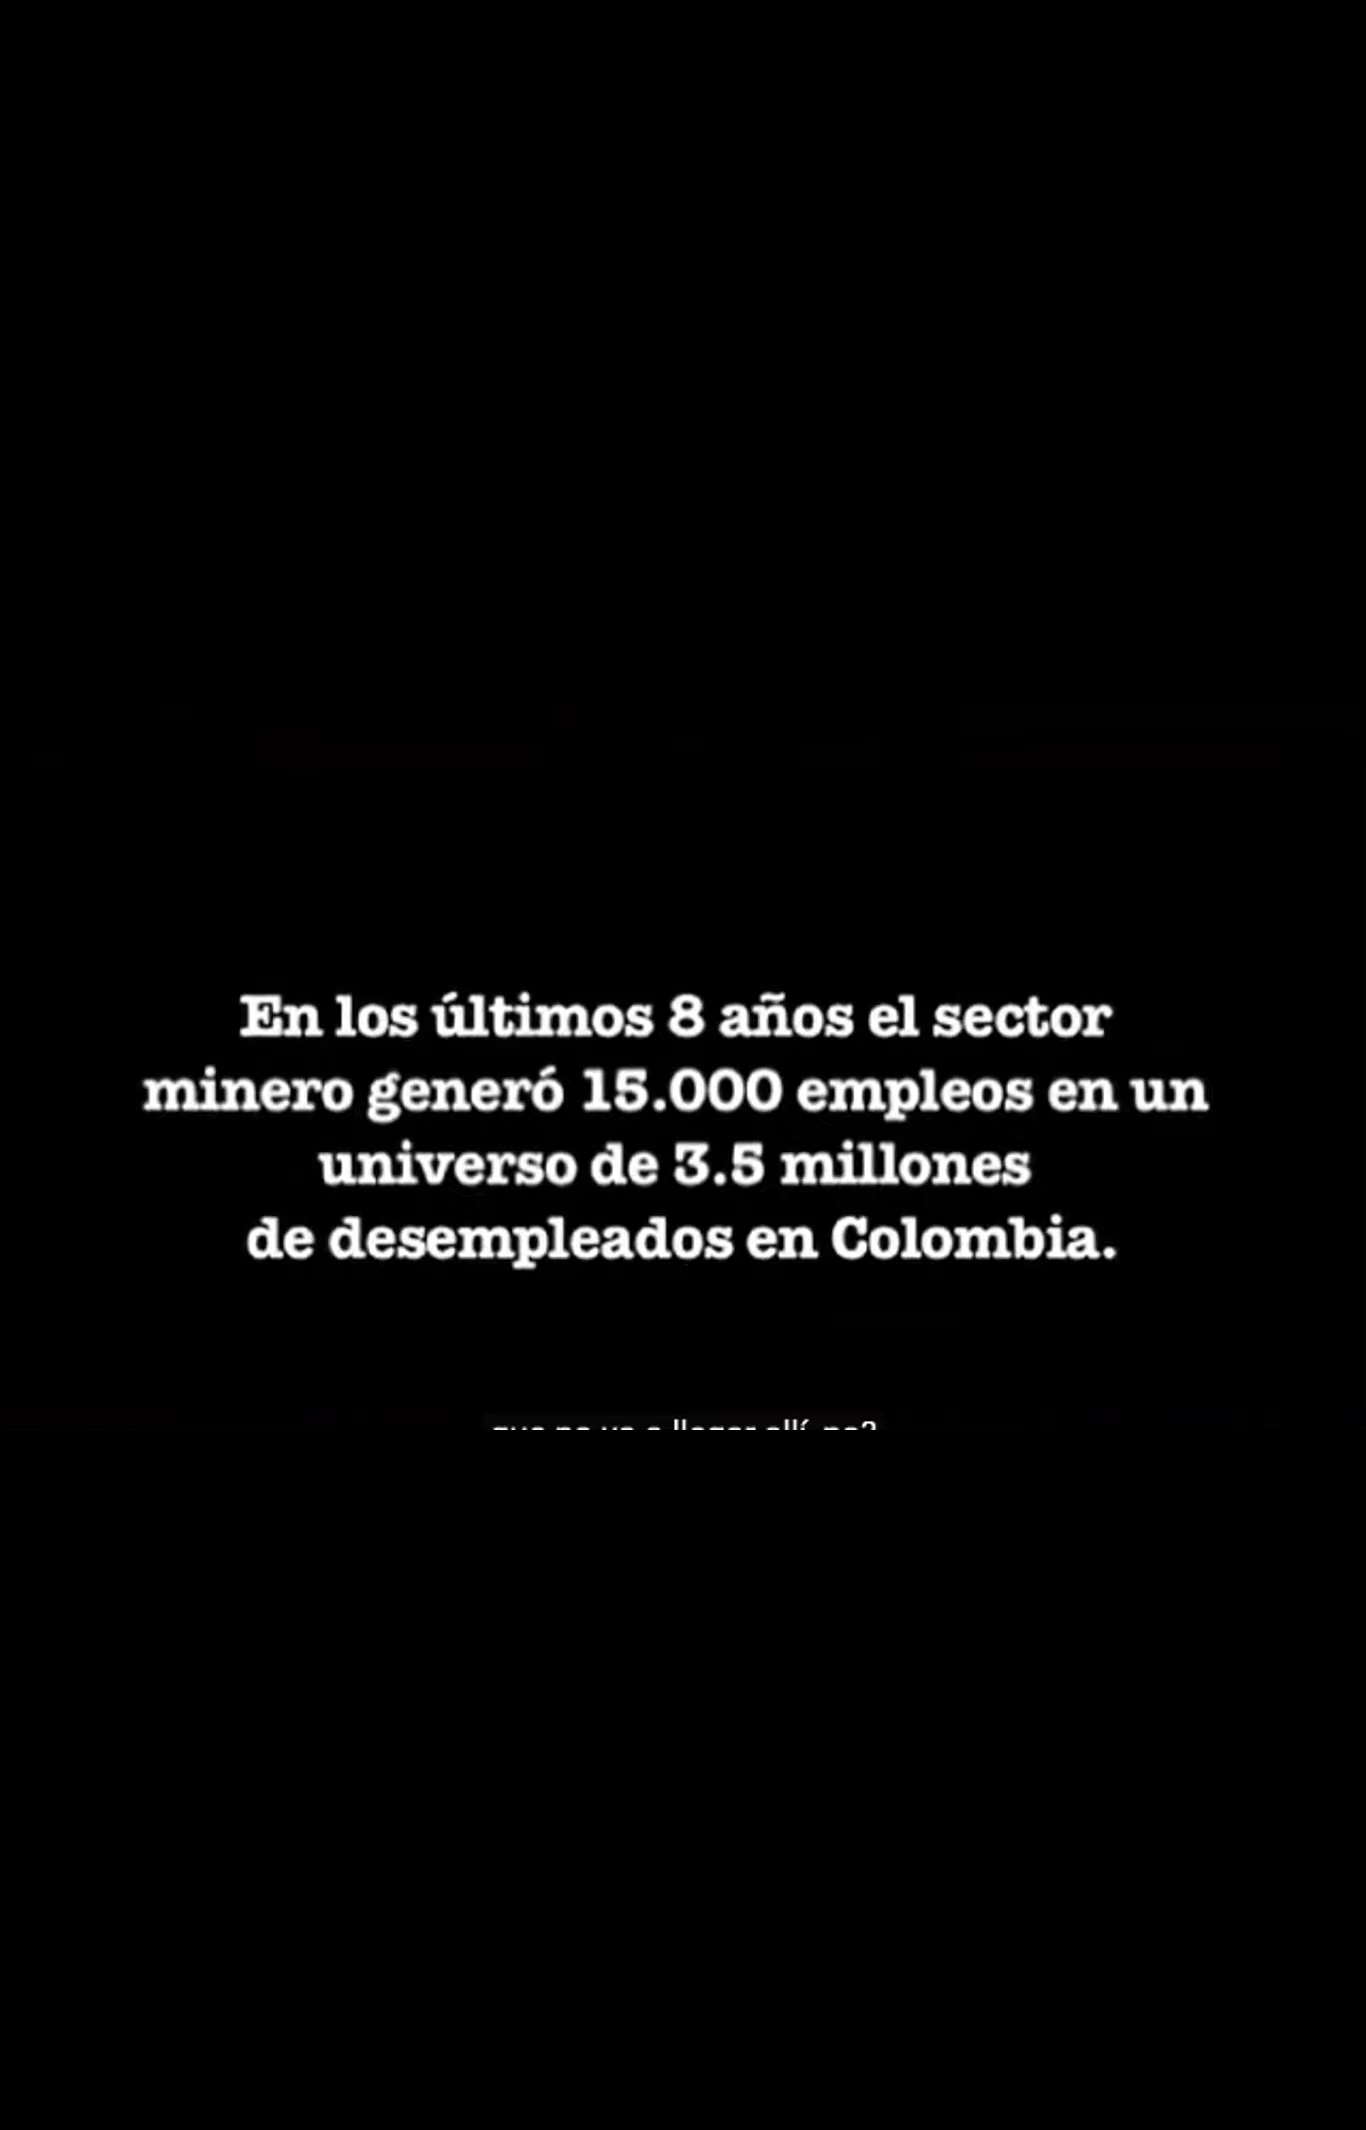 En los últimos 8 años el sector
minero generó 15.000 empleos en un
universo de 3.5 millones
de desempleados en Colombia.